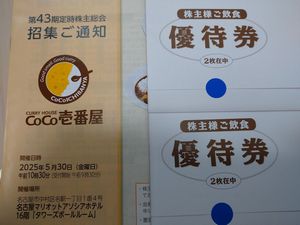 第43期定時株主総会
招集ご通知
Good smell Good curry
CoCoICHIBANYA
CURRY HOUSE
CoCo壱番屋
開催日時
2025年5月30日（金曜日）
午前10時30分（受付開始 午前9時30分）
開催場所
名古屋市中村区名駅一丁目1番4号
名古屋マリオットアソシアホテル
16階「タワーズボールルーム」
株主様ご飲食
優待券
2枚在中
株主様ご飲食
優待券
2枚在中